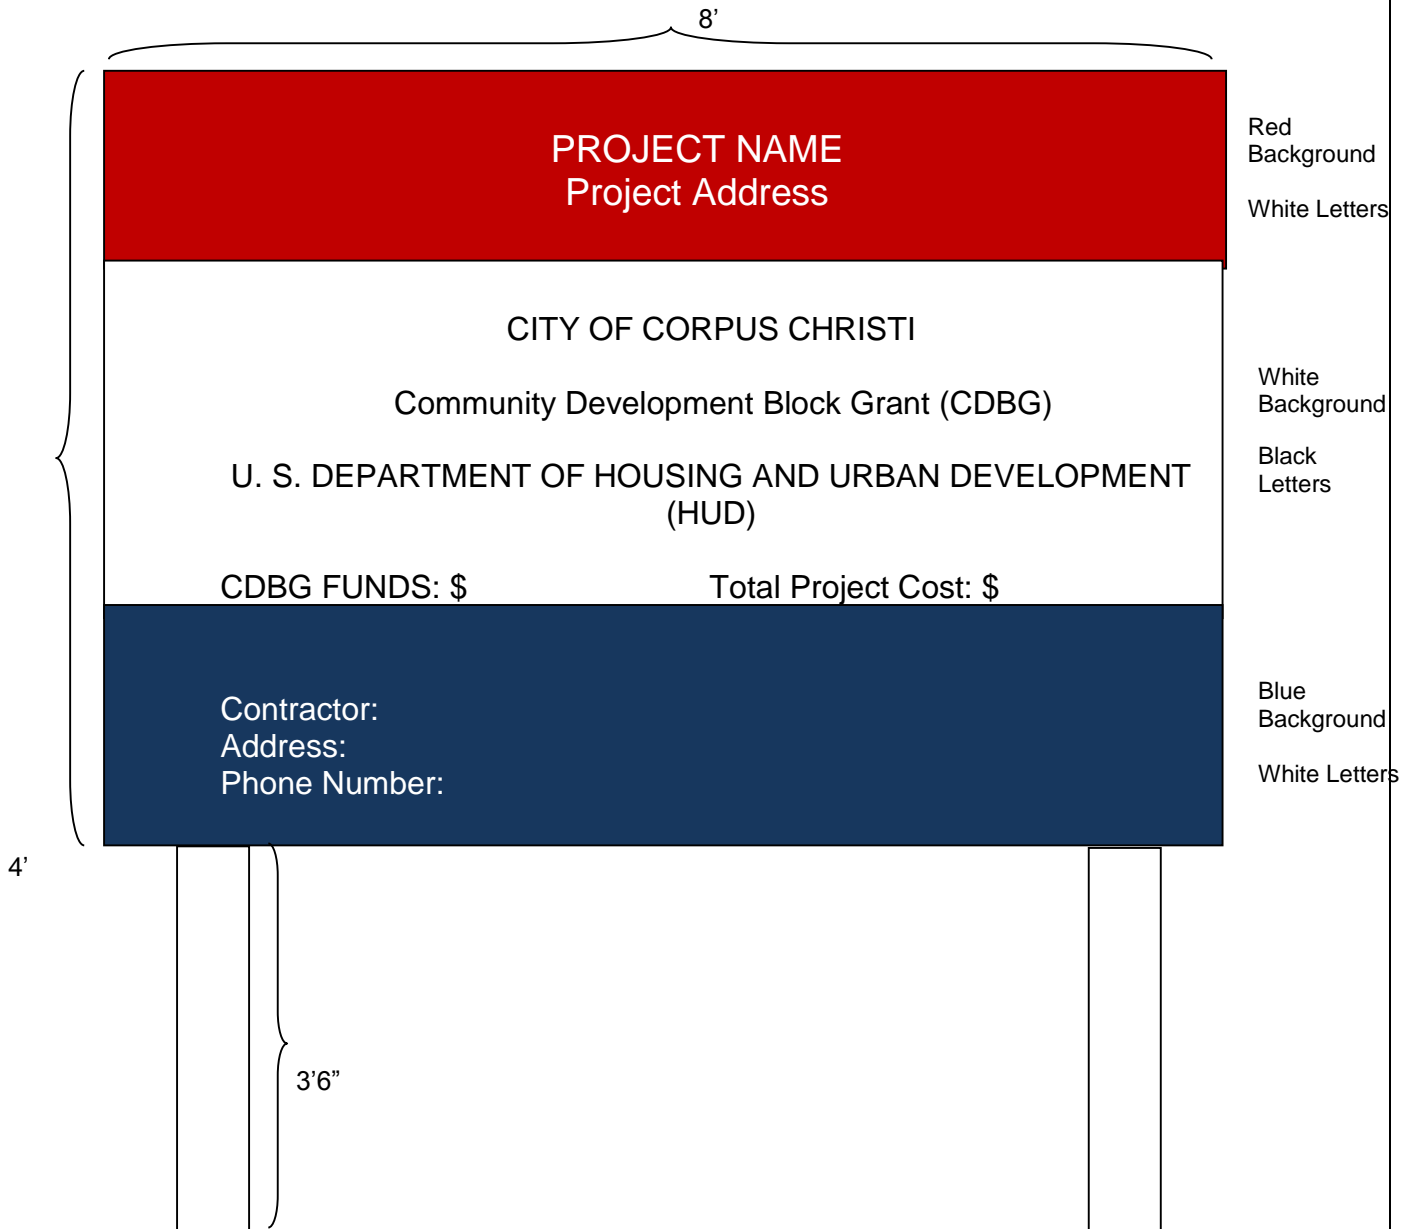 8’
PROJECT NAME
Project Address
Red
Background
White Letters
CITY OF CORPUS CHRISTI
Community Development Block Grant (CDBG)
U. S. DEPARTMENT OF HOUSING AND URBAN DEVELOPMENT
(HUD)
CDBG FUNDS: $ Total Project Cost: $
White
Background
Black
Letters
Contractor:
Address:
Phone Number:
Blue
Background
White Letters
4’
3’6”